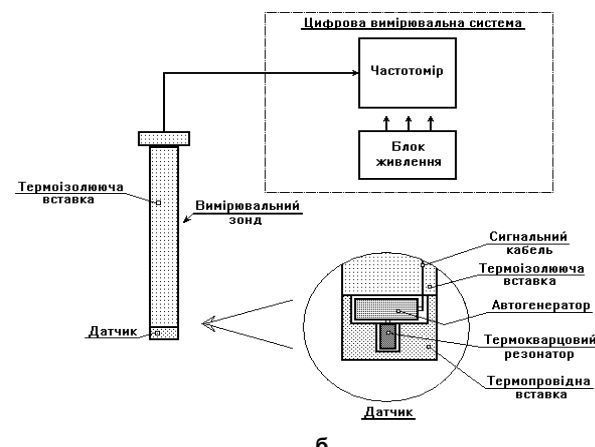 Цифрова вимірювальна система
Частотомір
Блок
живлення
Термоізолююча
вставка
Вимірювальний
зонд
Датчик
Сигнальний
кабель
Термоізолююча
вставка
Автогенератор
Термокварцовий
резонатор
Термопровідна
вставка
Датчик
б